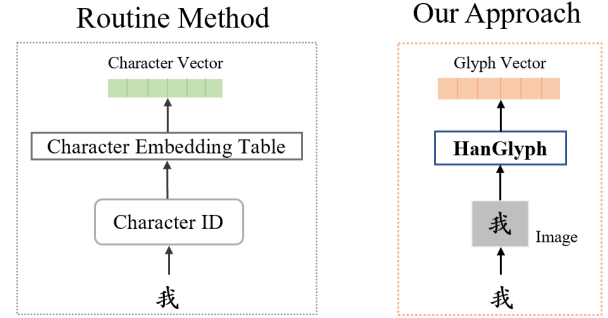 Routine Method
Character Vector
Character Embedding Table
Character ID
我
Our Approach
Glyph Vector
HanGlyph
我
Image
我